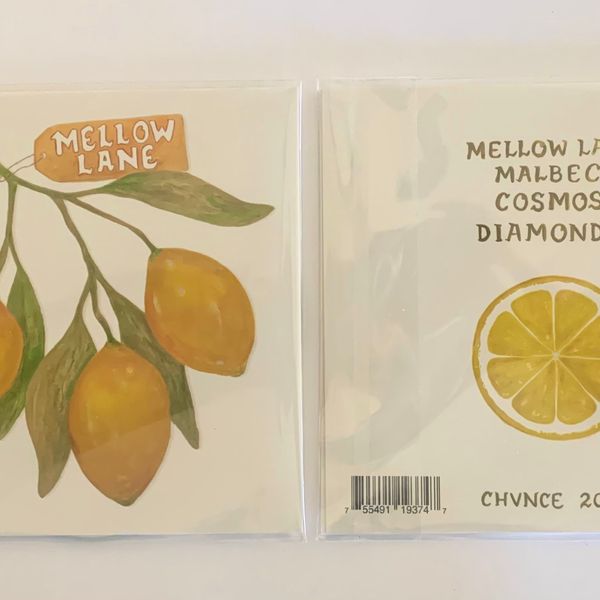 MELLOW
LANE
MELLOW LA
MALBEC
COSMOS
DIAMOND
7 55491 19374 7
CHVNCE 20